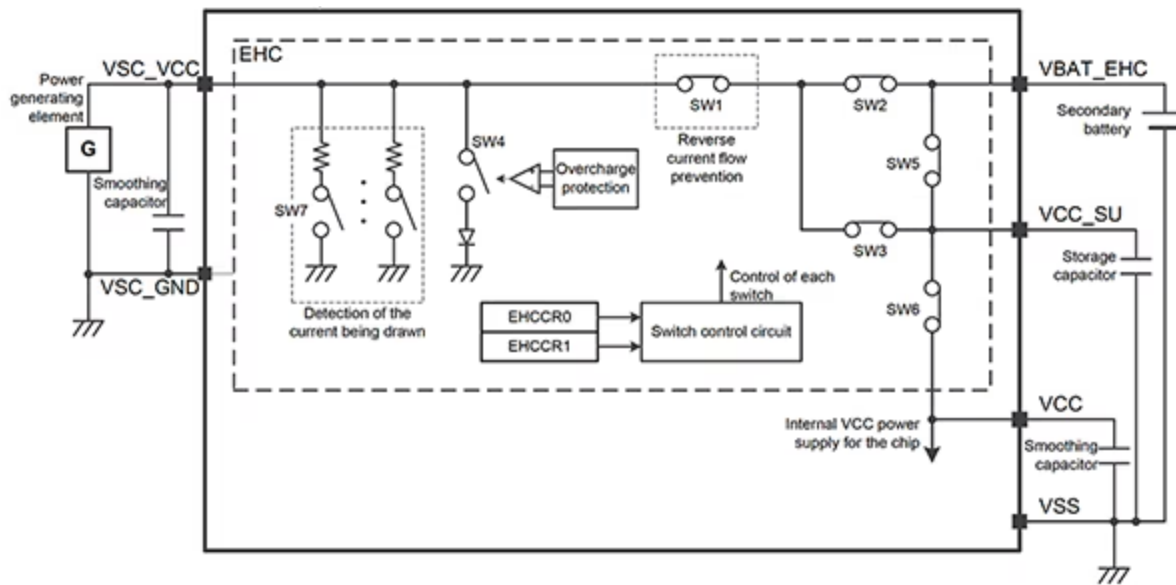 EHC
VSC_VCC
Power
generating
element
G
Smoothing
capacitor
VSC_GND
SW7
Detection of the
current being drawn
SW4
Overcharge
protection
SW1
Reverse
current flow
prevention
SW2
SW5
SW3
SW6
Control of each
switch
EHCCR0
EHCCR1
Switch control circuit
Internal VCC power
supply for the chip
VBAT_EHC
Secondary
battery
VCC_SU
Storage
capacitor
VCC
Smoothing
capacitor
VSS